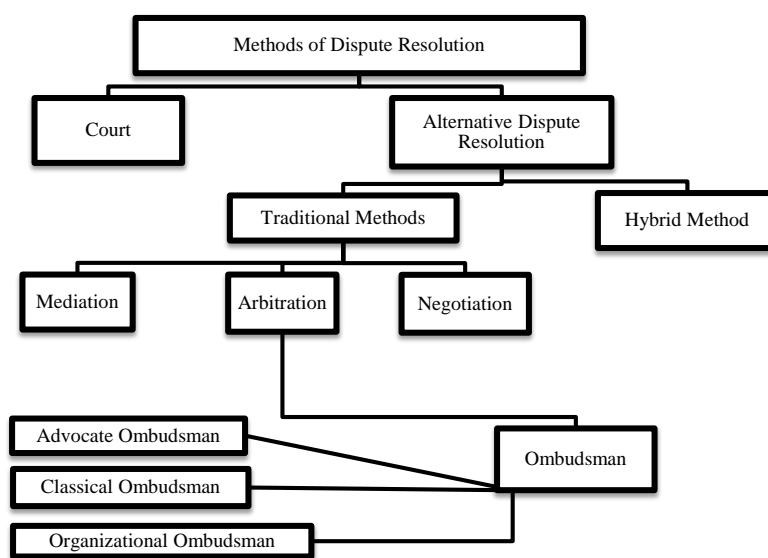 Methods of Dispute Resolution
Court
Alternative Dispute
Resolution
Traditional Methods
Hybrid Method
Mediation
Arbitration
Negotiation
Advocate Ombudsman
Ombudsman
Classical Ombudsman
Organizational Ombudsman